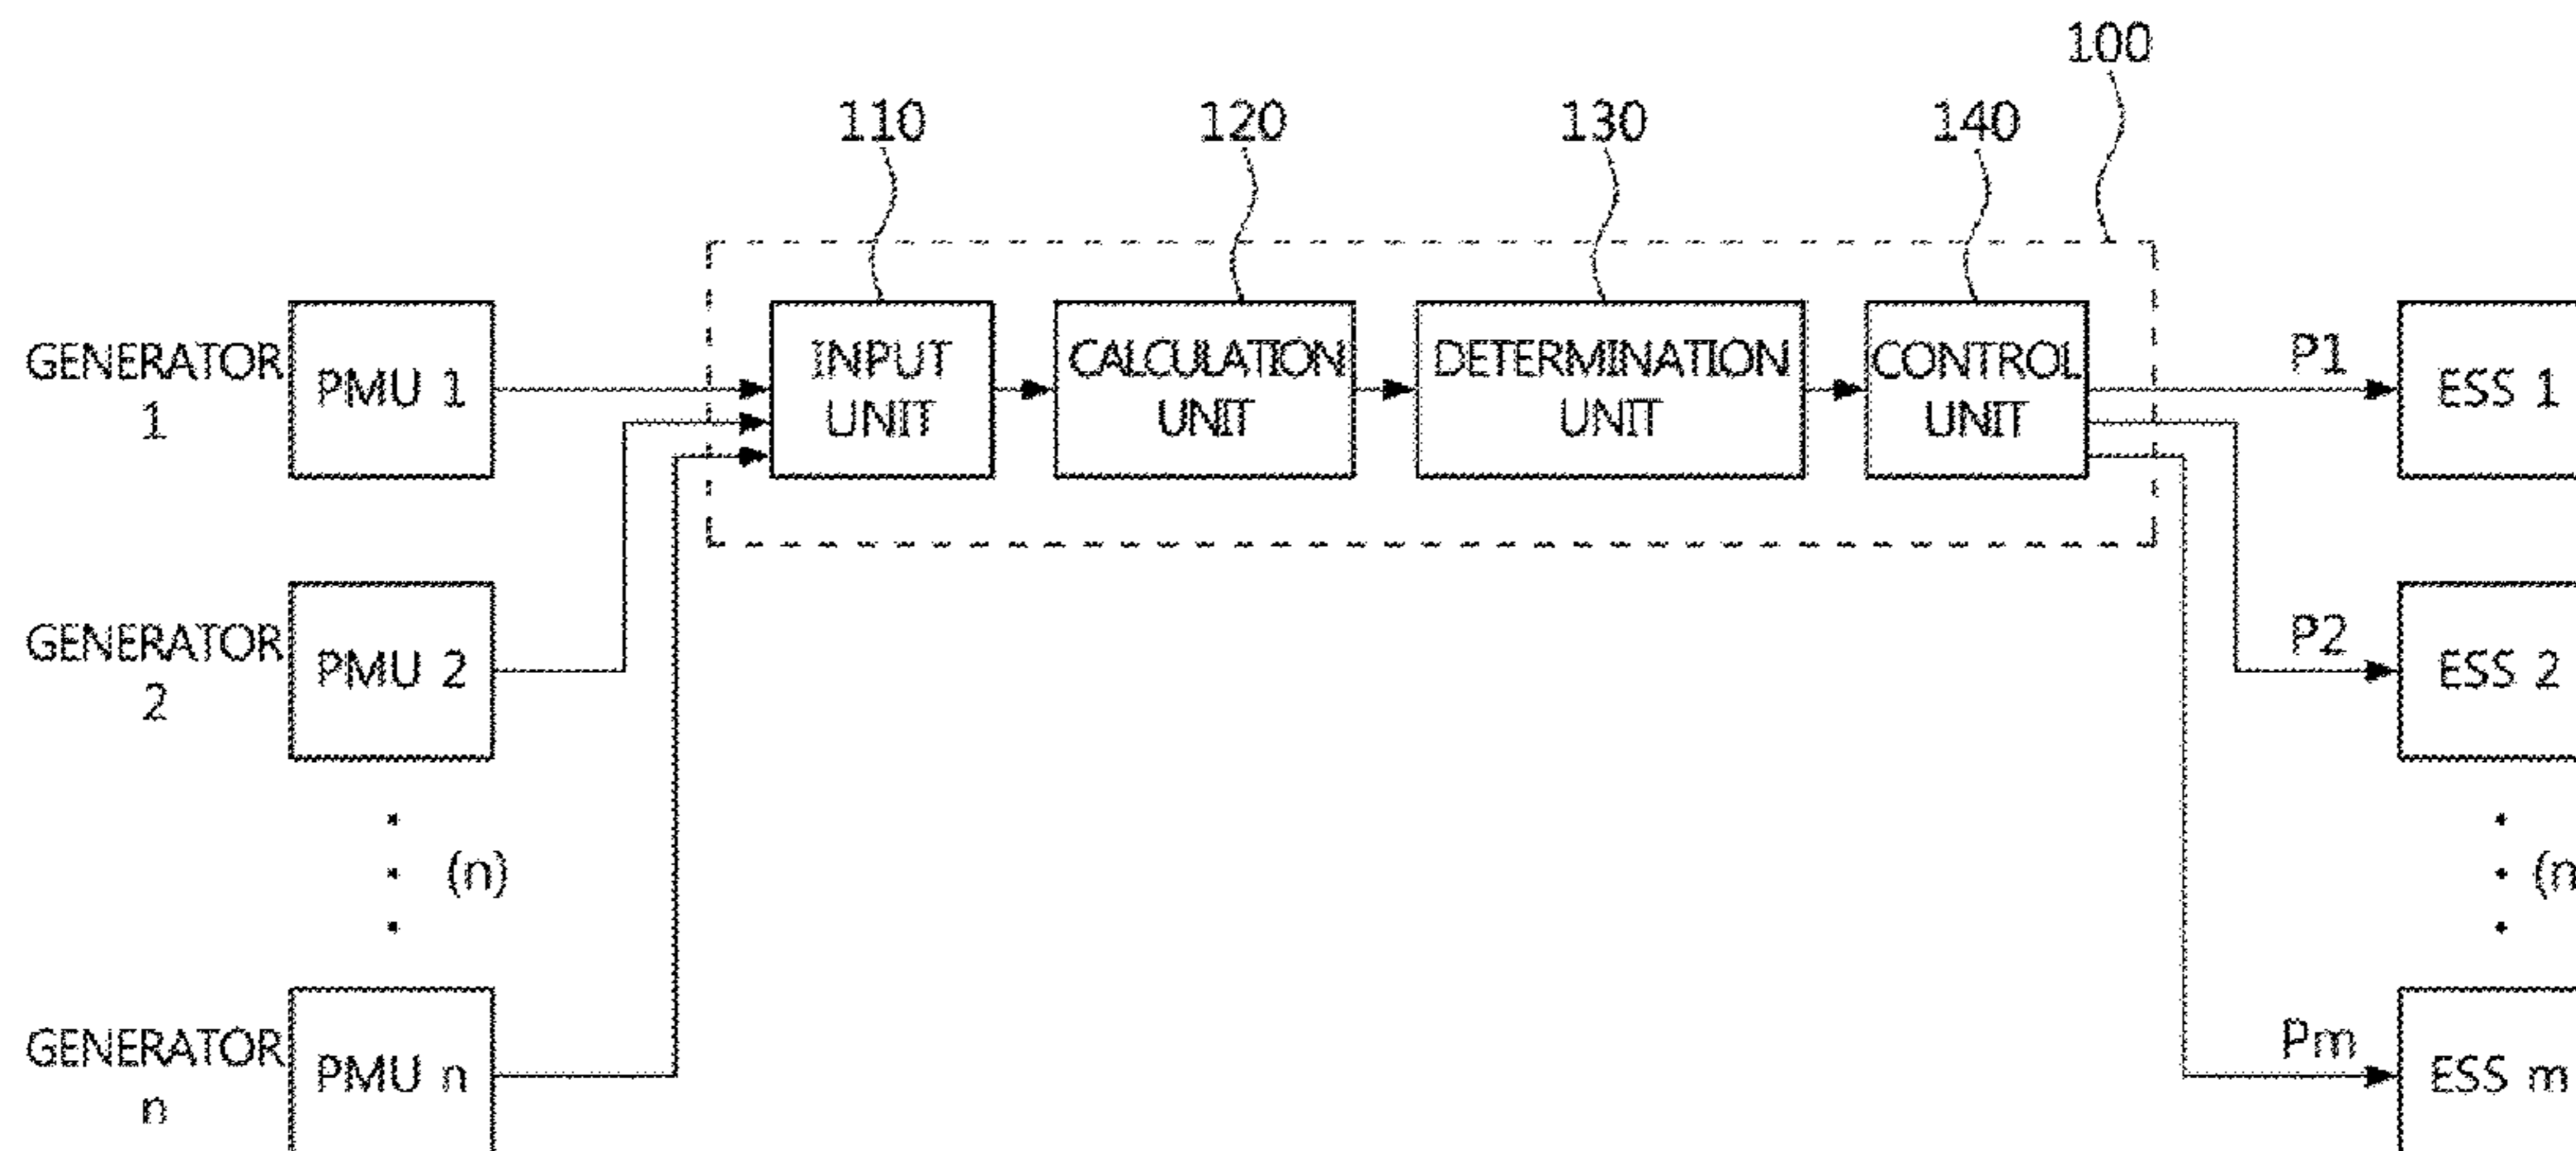 100
110
120
130
140
GENERATOR
1
PMU 1
INPUT
UNIT
CALCULATION
UNIT
DETERMINATION
UNIT
CONTROL
UNIT
P1
ESS 1
GENERATOR
2
PMU 2
P2
ESS 2
(n)
GENERATOR
n
PMU n
Pm
ESS m